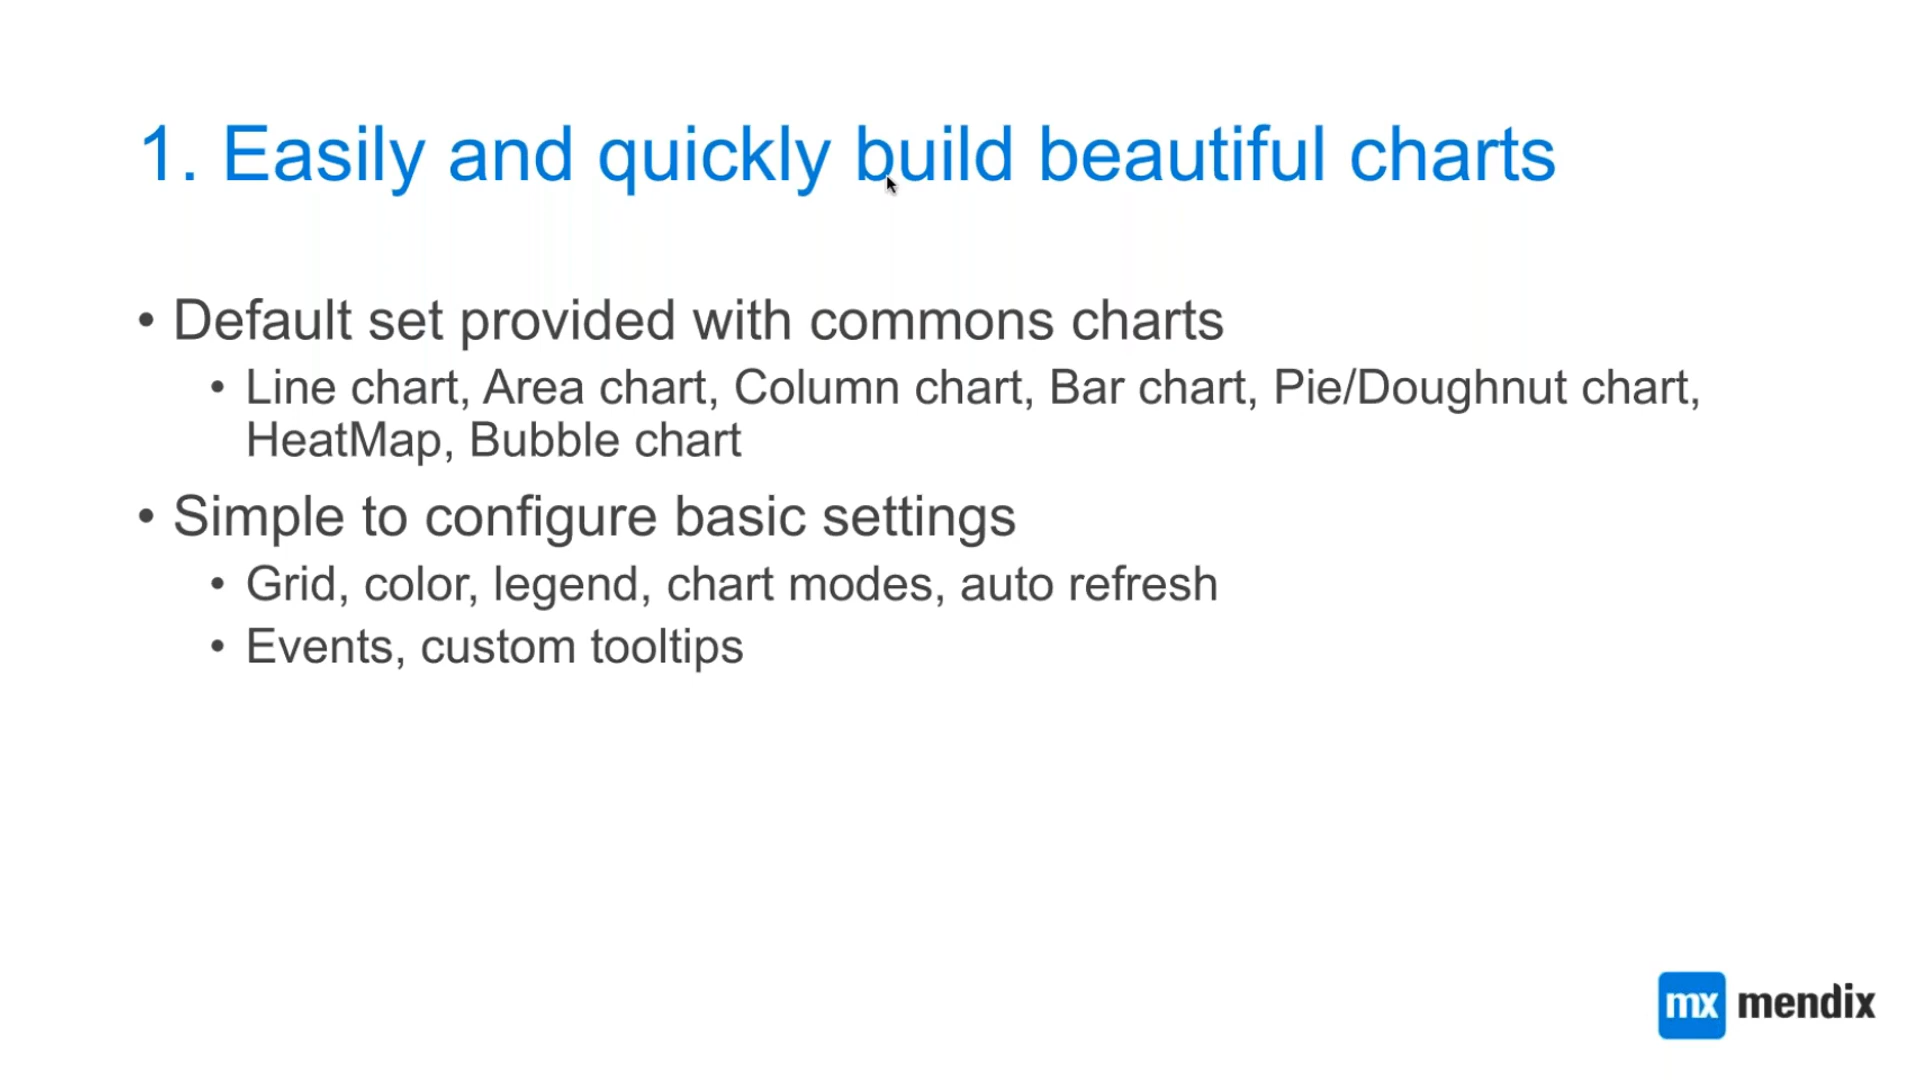 1. Easily and quickly build beautiful charts
• Default set provided with commons charts
• Line chart, Area chart, Column chart, Bar chart, Pie/Doughnut chart,
HeatMap, Bubble chart
• Simple to configure basic settings
• Grid, color, legend, chart modes, auto refresh
• Events, custom tooltips
mx mendix